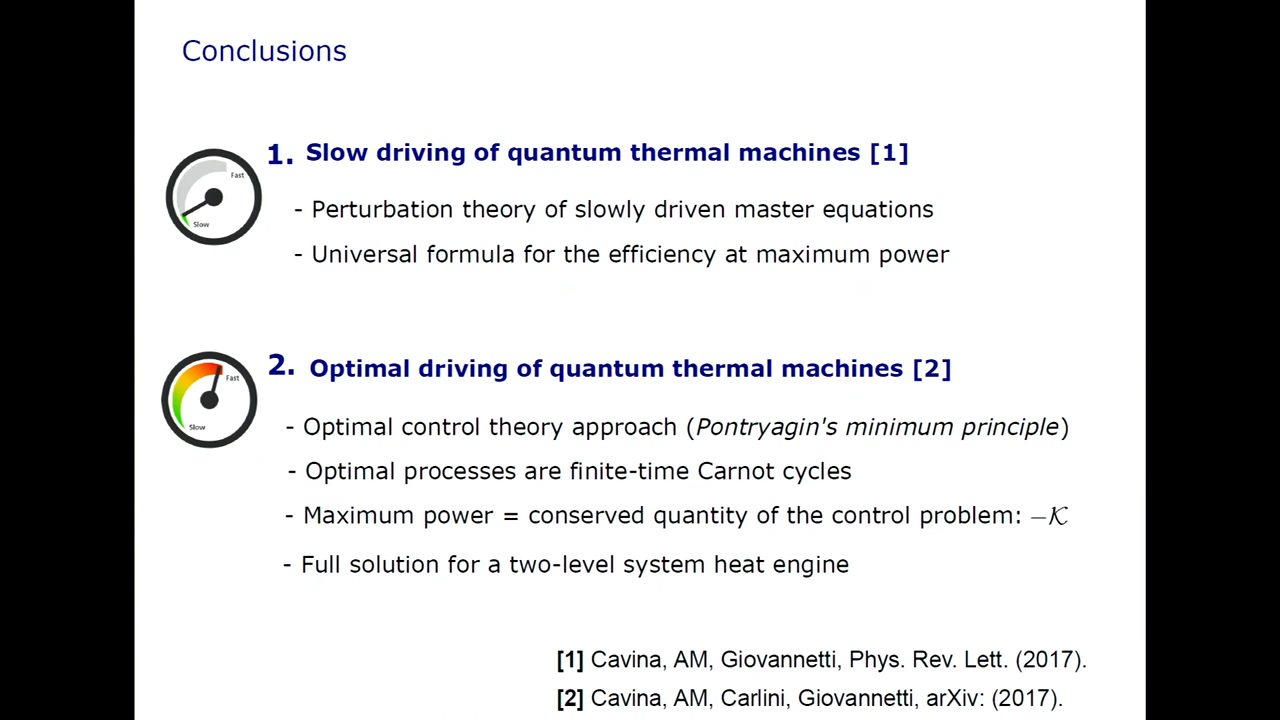 Conclusions
1. Slow driving of quantum thermal machines [1]
Fast
Slow
- Perturbation theory of slowly driven master equations
- Universal formula for the efficiency at maximum power
2. Optimal driving of quantum thermal machines [2]
Fast
Slow
- Optimal control theory approach (Pontryagin's minimum principle)
- Optimal processes are finite-time Carnot cycles
- Maximum power = conserved quantity of the control problem: −𝒦
- Full solution for a two-level system heat engine
[1] Cavina, AM, Giovannetti, Phys. Rev. Lett. (2017).
[2] Cavina, AM, Carlini, Giovannetti, arXiv: (2017).